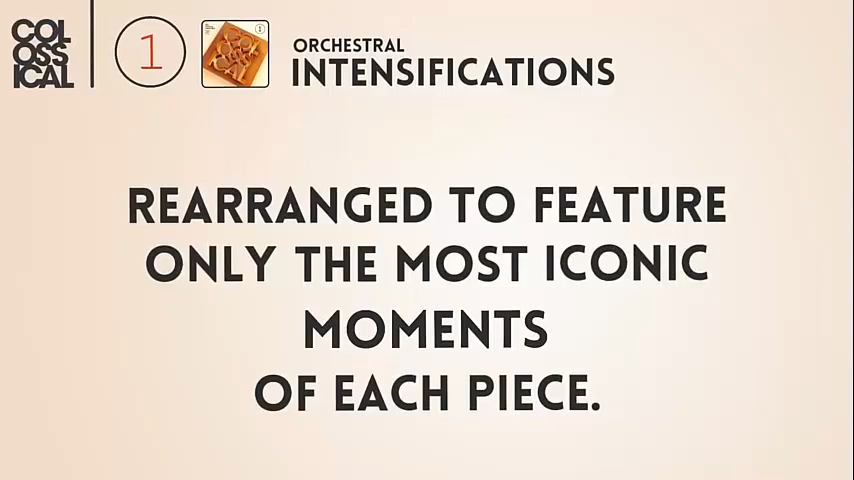 COL
OSS
ICAL
1
ORCHESTRAL
INTENSIFICATIONS
REARRANGED TO FEATURE
ONLY THE MOST ICONIC
MOMENTS
OF EACH PIECE.